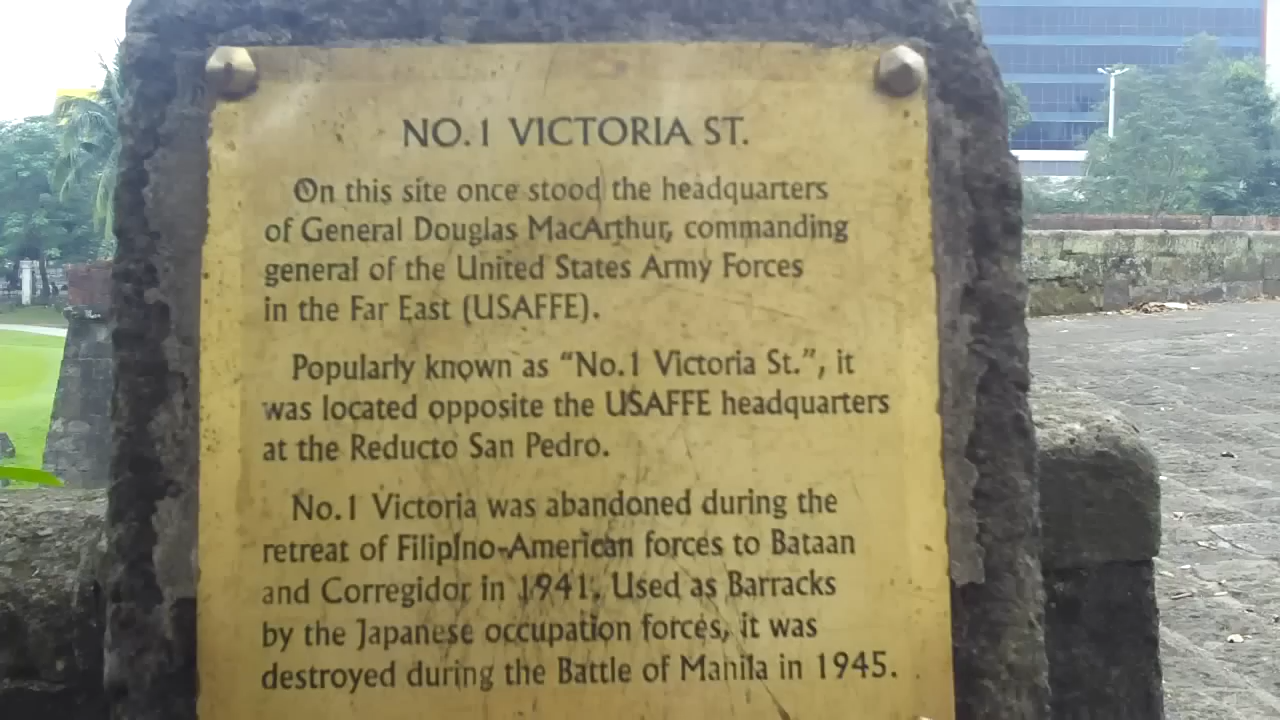 NO.1 VICTORIA ST.
On this site once stood the headquarters
of General Douglas MacArthur, commanding
general of the United States Army Forces
in the Far East (USAFFE).
Popularly known as “No.1 Victoria St.”, it
was located opposite the USAFFE headquarters
at the Reducto San Pedro.
No.1 Victoria was abandoned during the
retreat of Filipino-American forces to Bataan
and Corregidor in 1941. Used as Barracks
by the Japanese occupation forces, it was
destroyed during the Battle of Manila in 1945.